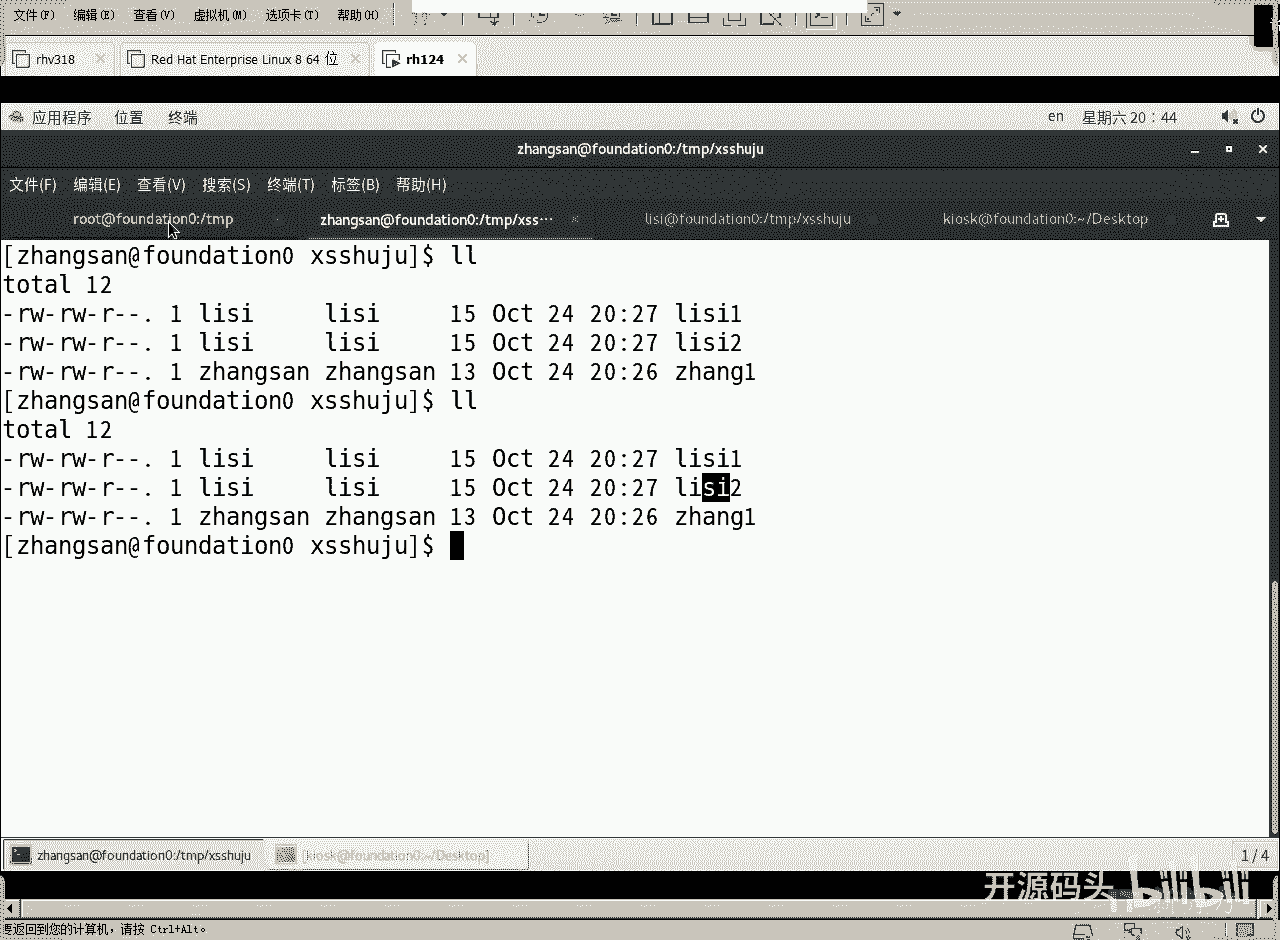 文件(F) 编辑(E) 查看(V) 虚拟机(M) 选项卡(T) 帮助(H)
rhv318 Red Hat Enterprise Linux 8 64 位 rh124
应用程序 位置 终端 en 星期六 20：44
zhangsan@foundation0:/tmp/xsshuju
文件(F) 编辑(E) 查看(V) 搜索(S) 终端(T) 标签(B) 帮助(H)
root@foundation0:/tmp zhangsan@foundation0:/tmp/xss··· lisi@foundation0:/tmp/xsshuju kiosk@foundation0:~/Desktop
[zhangsan@foundation0 xsshuju]$ ll
total 12
-rw-rw-r--. 1 lisi     lisi     15 Oct 24 20:27 lisi1
-rw-rw-r--. 1 lisi     lisi     15 Oct 24 20:27 lisi2
-rw-rw-r--. 1 zhangsan zhangsan 13 Oct 24 20:26 zhang1
[zhangsan@foundation0 xsshuju]$ ll
total 12
-rw-rw-r--. 1 lisi     lisi     15 Oct 24 20:27 lisi1
-rw-rw-r--. 1 lisi     lisi     15 Oct 24 20:27 lisi2
-rw-rw-r--. 1 zhangsan zhangsan 13 Oct 24 20:26 zhang1
[zhangsan@foundation0 xsshuju]$
zhangsan@foundation0:/tmp/xsshuju [kiosk@foundation0:~/Desktop] 1 / 4
开源码头 bilibili
要返回到您的计算机，请按 Ctrl+Alt。